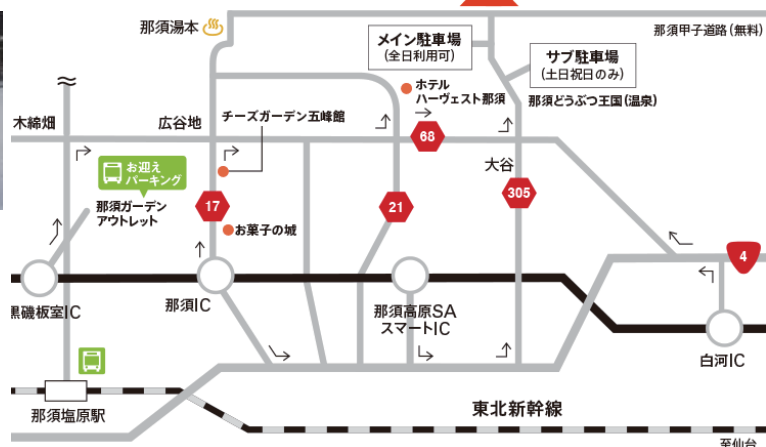 那須湯本
メイン駐車場
(全日利用可)
サブ駐車場
(土日祝日のみ)
那須甲子道路(無料)
ホテル
ハーヴェスト那須
那須どうぶつ王国(温泉)
木綿畑
広谷地
チーズガーデン五峰館
68
大谷
お迎え
パーキング
那須ガーデン
アウトレット
17
お菓子の城
21
305
4
黒磯板室IC
那須IC
那須高原SA
スマートIC
白河IC
那須塩原駅
東北新幹線
至仙台